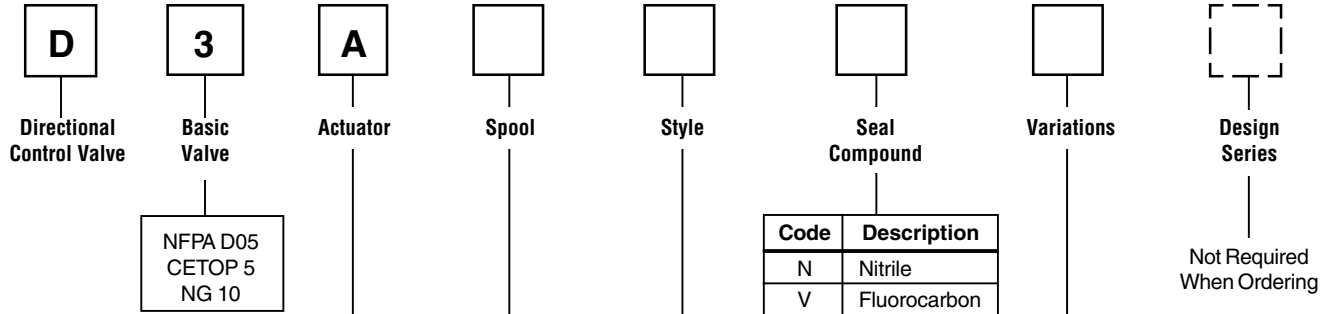 D 3 A
Directional
Control Valve
Basic
Valve
Actuator
Spool
Style
Seal
Compound
Variations
Design
Series
NFPA D05
CETOP 5
NG 10
Code Description
N Nitrile
V Fluorocarbon
Not Required
When Ordering